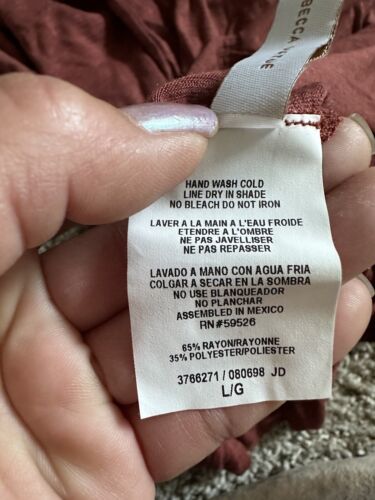 BECCA VUE
HAND WASH COLD
LINE DRY IN SHADE
NO BLEACH DO NOT IRON
LAVER A LA MAIN A L'EAU FROIDE
ETENDRE A L'OMBRE
NE PAS JAVELLISER
NE PAS REPASSER
LAVADO A MANO CON AGUA FRIA
COLGAR A SECAR EN LA SOMBRA
NO USE BLANQUEADOR
NO PLANCHAR
ASSEMBLED IN MEXICO
RN#59526
65% RAYON/RAYONNE
35% POLYESTER/POLIESTER
3766271 / 080698 JD
L/G